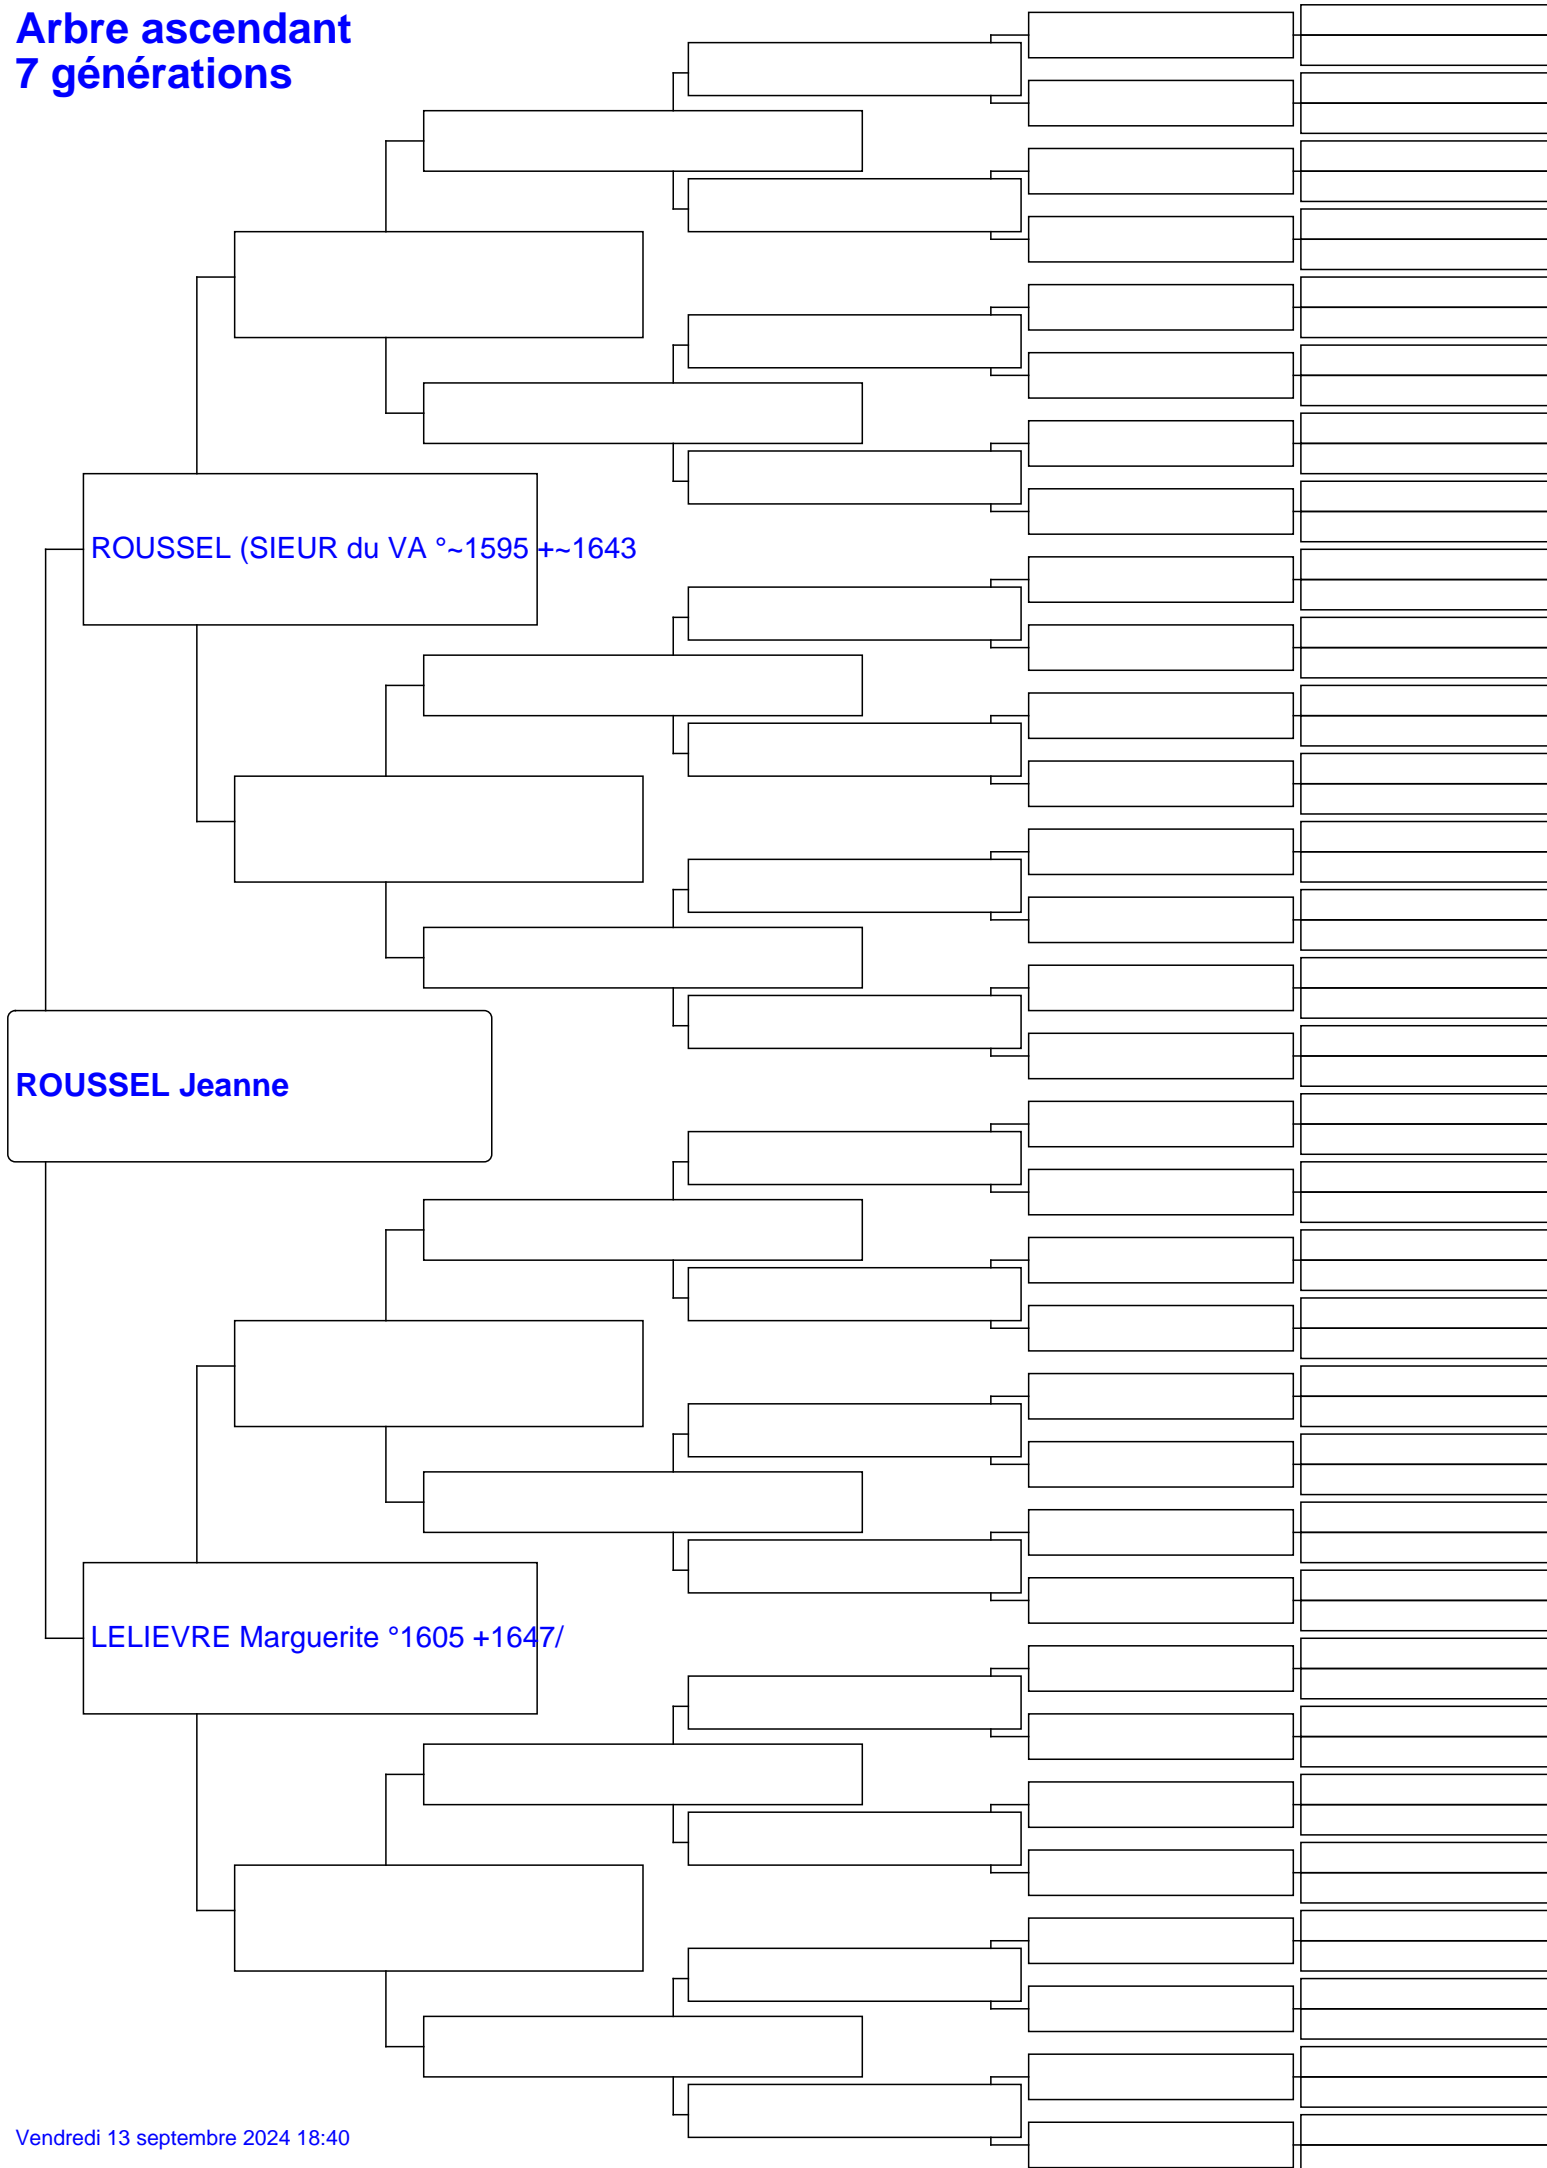 Arbre ascendant
7 générations
ROUSSEL (SIEUR du VA °~1595 +~1643
ROUSSEL Jeanne
LELIEVRE Marguerite °1605 +1647/
Vendredi 13 septembre 2024 18:40